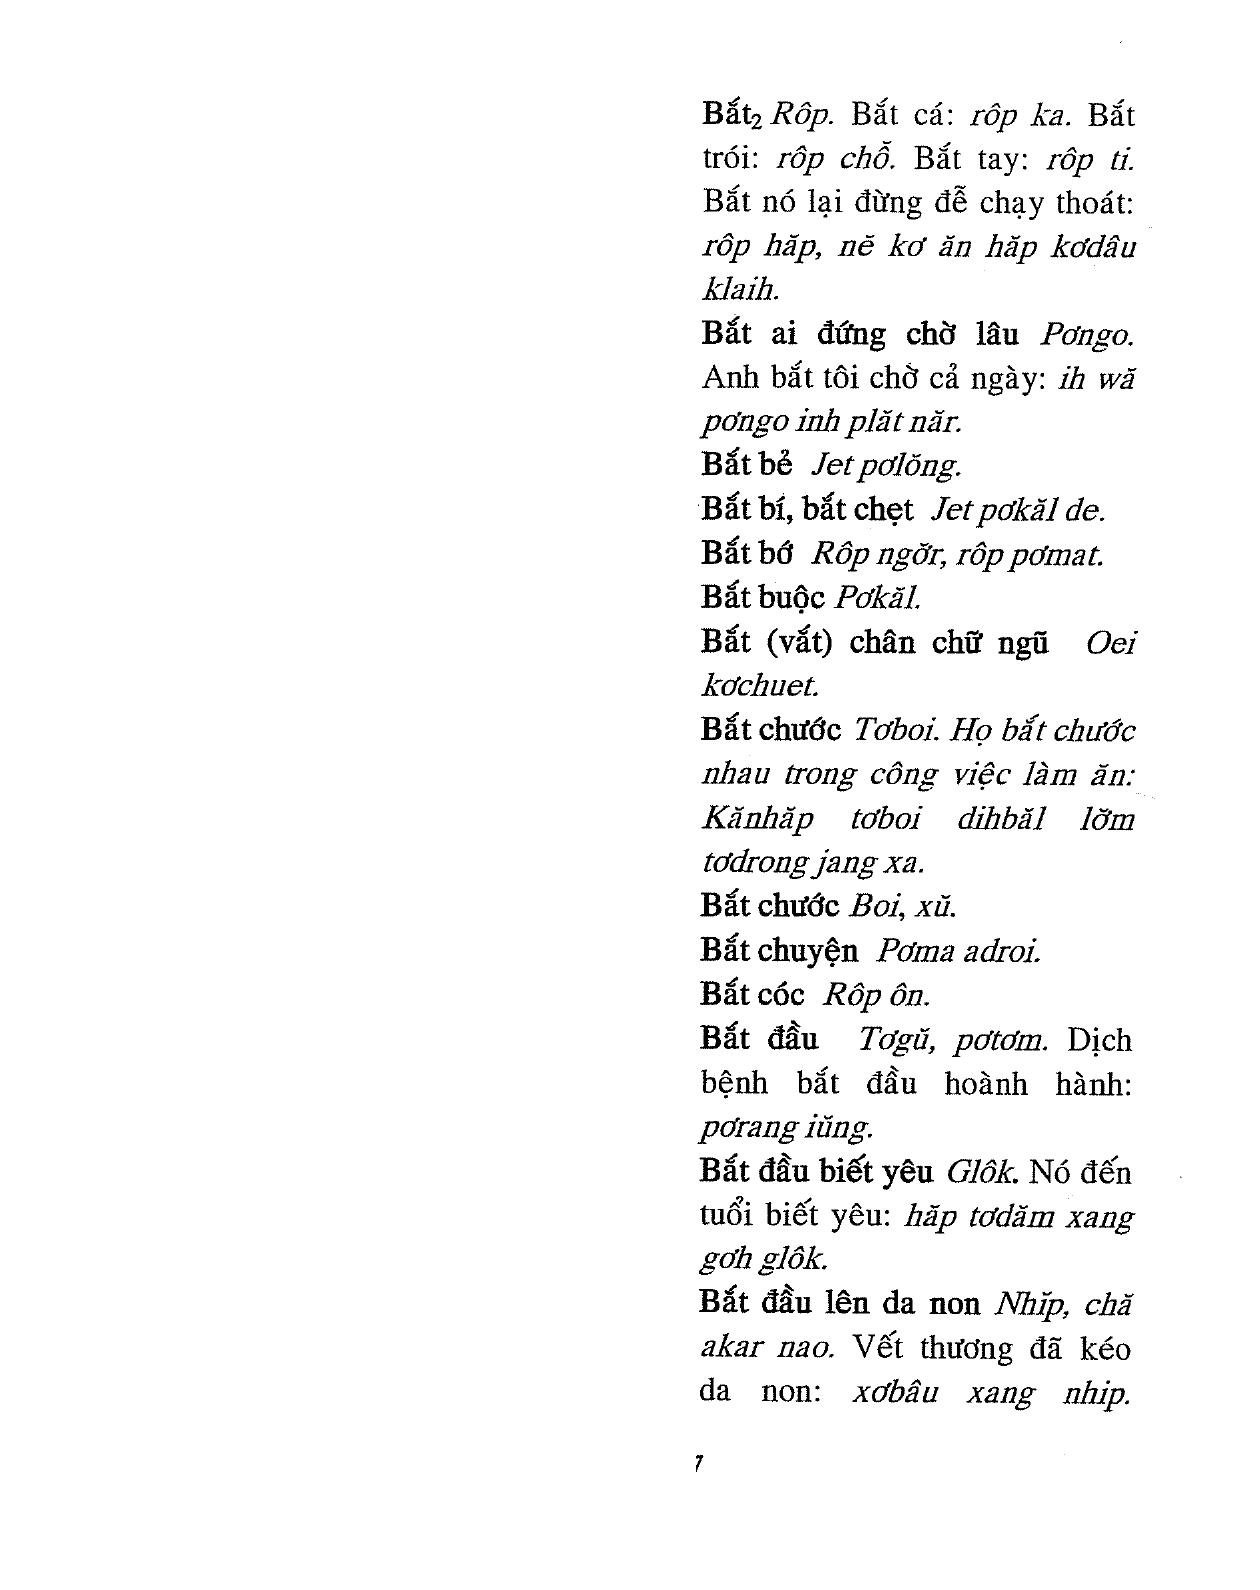 Bắt₂ Rôp. Bắt cá: rôp ka. Bắt
trói: rôp chỗ. Bắt tay: rôp ti.
Bắt nó lại đừng để chạy thoát:
rôp hăp, nĕ kơ ăn hăp kơdâu
klaih.
Bắt ai đứng chờ lâu Pơngo.
Anh bắt tôi chờ cả ngày: ih wă
pơngo inh plăt năr.
Bắt bẻ Jet pơlŏng.
Bắt bí, bắt chẹt Jet pơkăl de.
Bắt bớ Rôp ngơ̆r, rôp pơmat.
Bắt buộc Pơkăl.
Bắt (vắt) chân chữ ngũ Oei
kơchuet.
Bắt chước Tơboi. Họ bắt chước
nhau trong công việc làm ăn:
Kănhăp tơboi dihbăl lơ̆m
tơdrong jang xa.
Bắt chước Boi, xŭ.
Bắt chuyện Pơma adroi.
Bắt cóc Rôp ôn.
Bắt đầu Tơgŭ, pơtơm. Dịch
bệnh bắt đầu hoành hành:
pơrang iŭng.
Bắt đầu biết yêu Glôk. Nó đến
tuổi biết yêu: hăp tơdăm xang
gơh glôk.
Bắt đầu lên da non Nhĭp, chă
akar nao. Vết thương đã kéo
da non: xơbâu xang nhip.
7